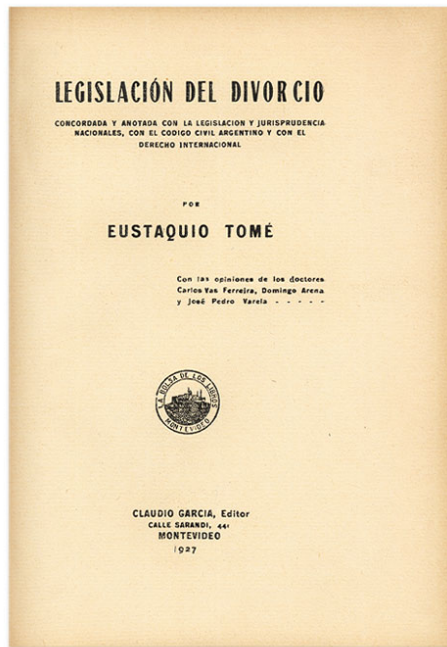 LEGISLACIÓN DEL DIVORCIO
CONCORDADA Y ANOTADA CON LA LEGISLACION Y JURISPRUDENCIA
NACIONALES, CON EL CODIGO CIVIL ARGENTINO Y CON EL
DERECHO INTERNACIONAL
POR
EUSTAQUIO TOMÉ
Con las opiniones de los doctores
Carlos Vas Ferreira, Domingo Arena
y José Pedro Varela - - - - -
LA BOLSA DE LOS LIBROS
MONTEVIDEO
CLAUDIO GARCIA, Editor
CALLE SARANDI, 441
MONTEVIDEO
1927